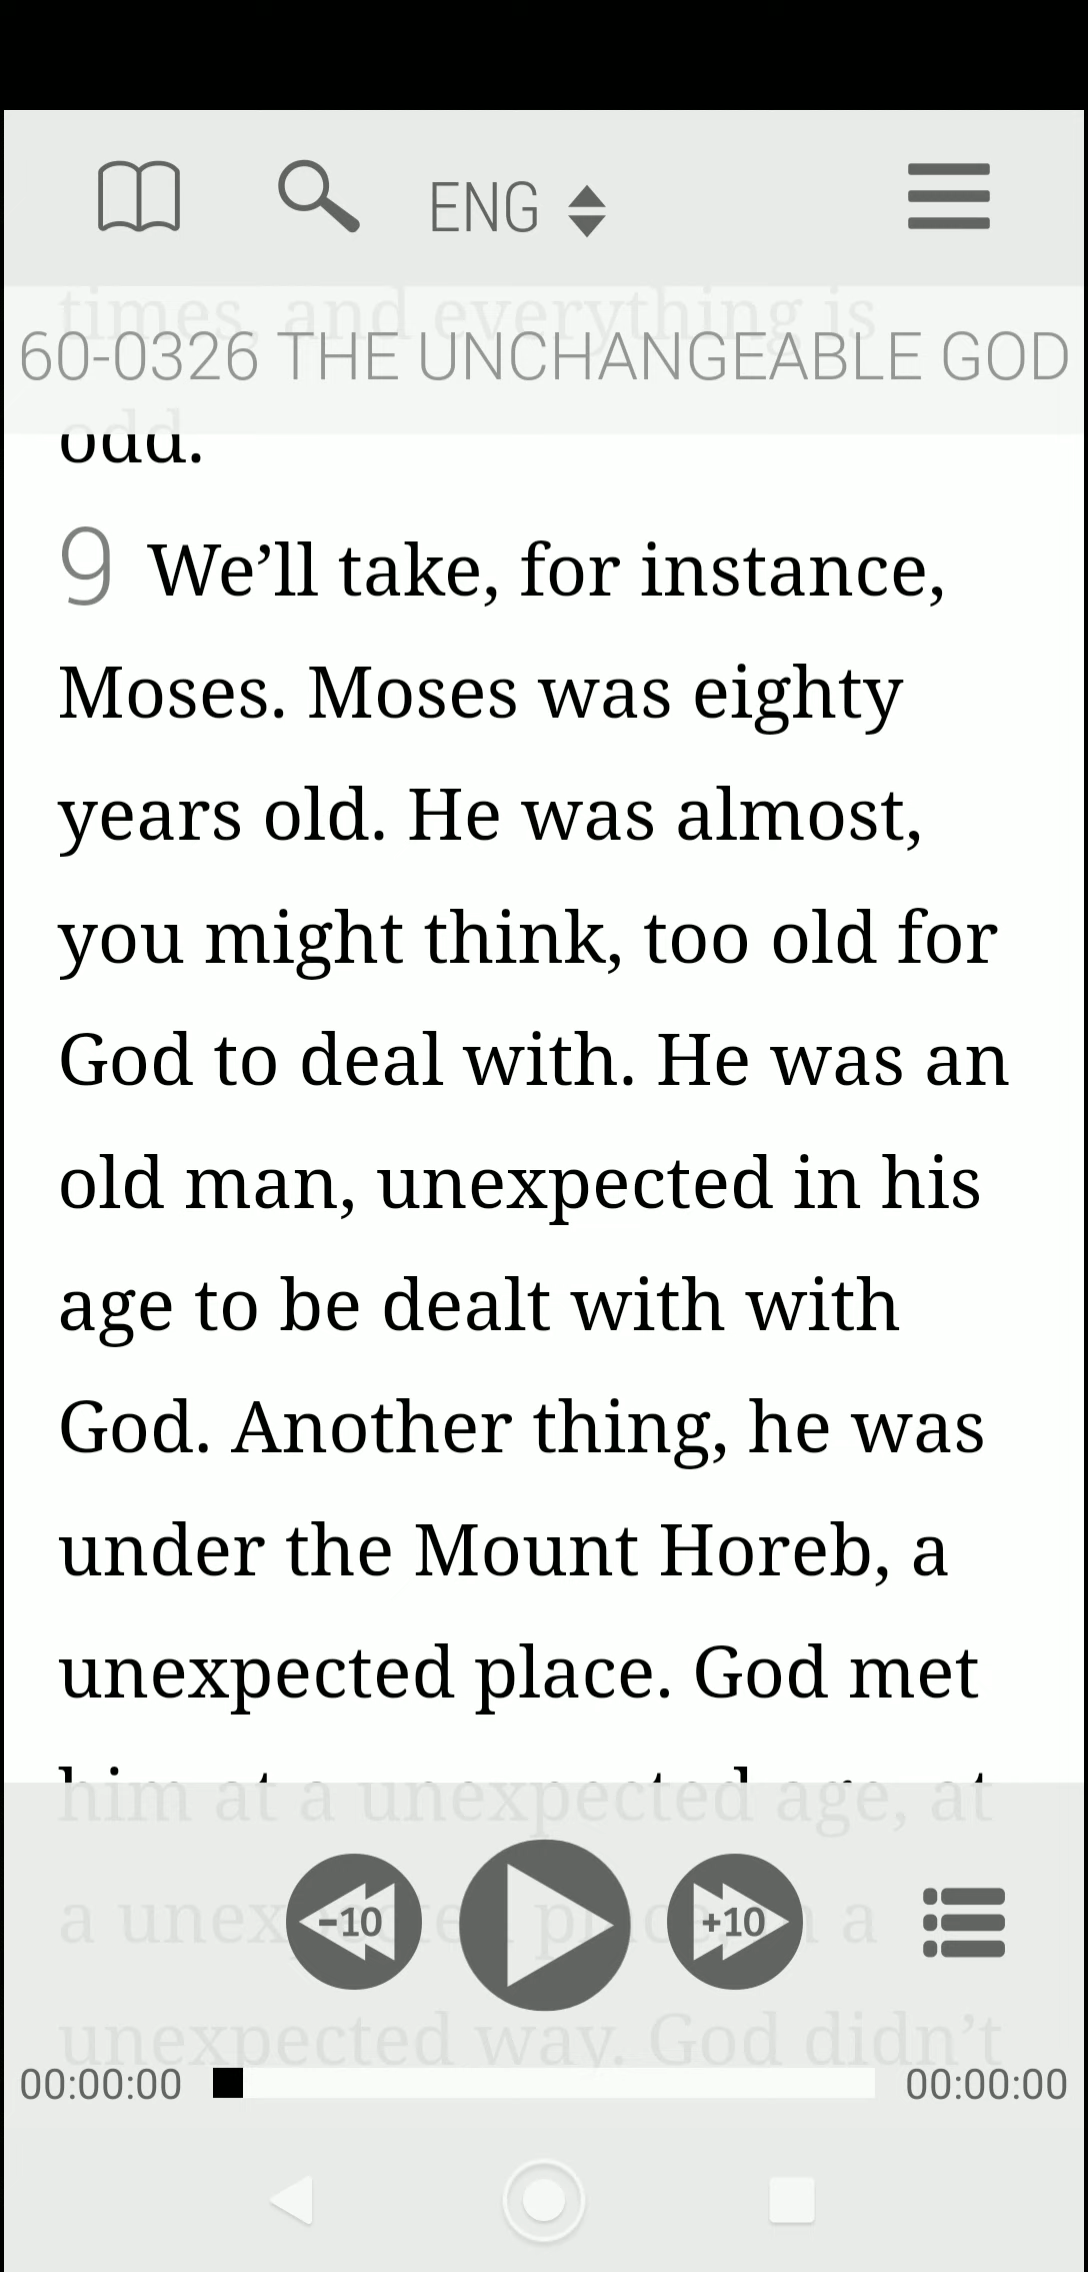 ENG
times, and everything is
60-0326 THE UNCHANGEABLE GOD
odd.
9 We’ll take, for instance,
Moses. Moses was eighty
years old. He was almost,
you might think, too old for
God to deal with. He was an
old man, unexpected in his
age to be dealt with with
God. Another thing, he was
under the Mount Horeb, a
unexpected place. God met
him at a unexpected age, at
a a
-10 +10
unexpected way. God didn’t
00:00:00 00:00:00